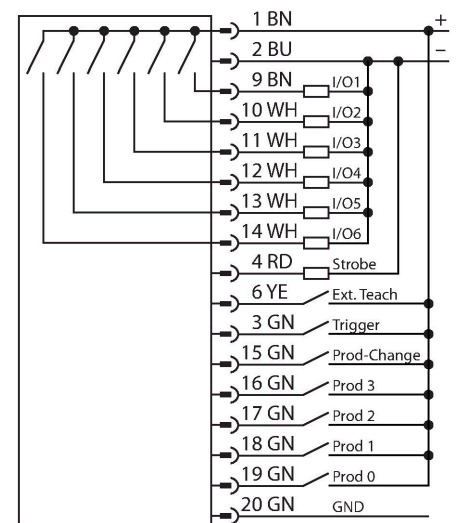 1 BN +
2 BU −
9 BN I/O1
10 WH I/O2
11 WH I/O3
12 WH I/O4
13 WH I/O5
14 WH I/O6
4 RD Strobe
6 YE Ext. Teach
3 GN Trigger
15 GN Prod-Change
16 GN Prod 3
17 GN Prod 2
18 GN Prod 1
19 GN Prod 0
20 GN GND